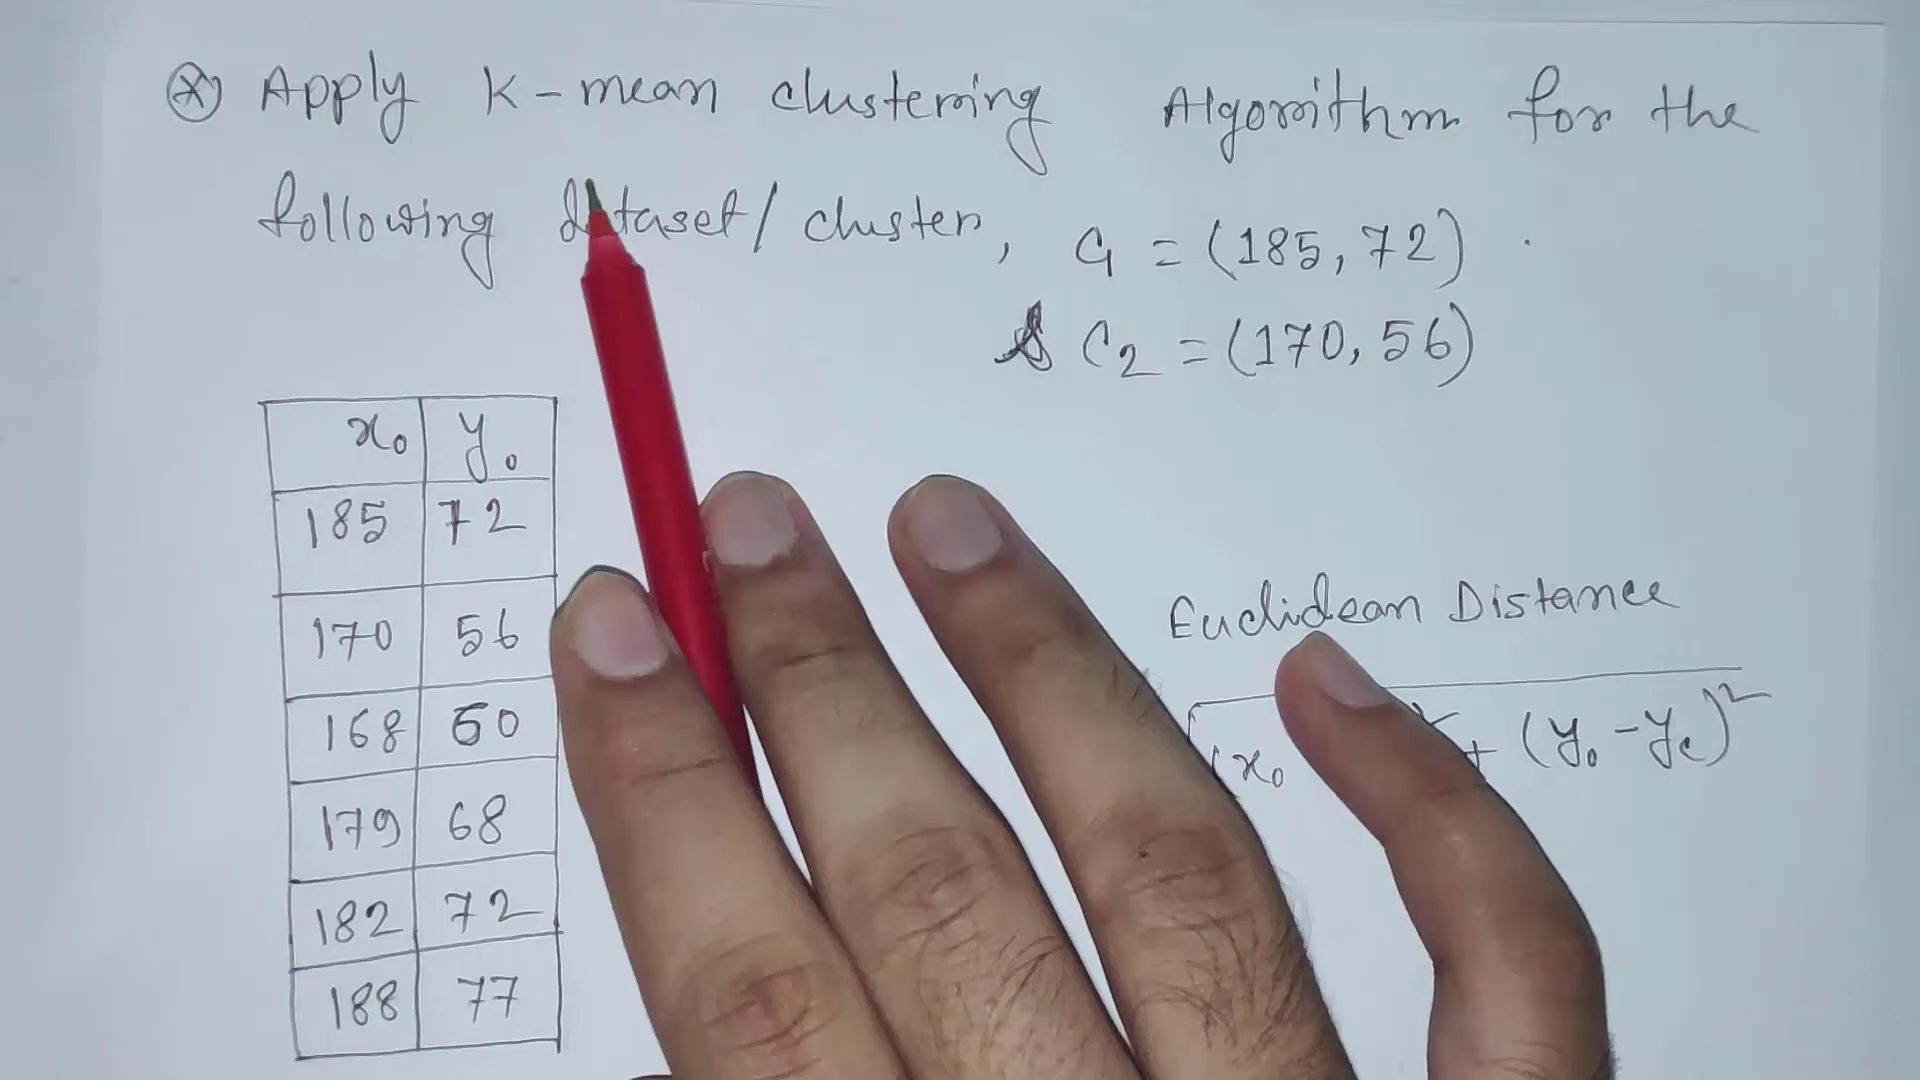 Apply K-mean clustering Algorithm for the
following dataset/cluster, C1 = (185, 72)
& C2 = (170, 56)
x₀ y₀
185 72
170 56
168 60
179 68
182 72
188 77
Euclidean Distance
√(x₀ + (y₀ - yc)²